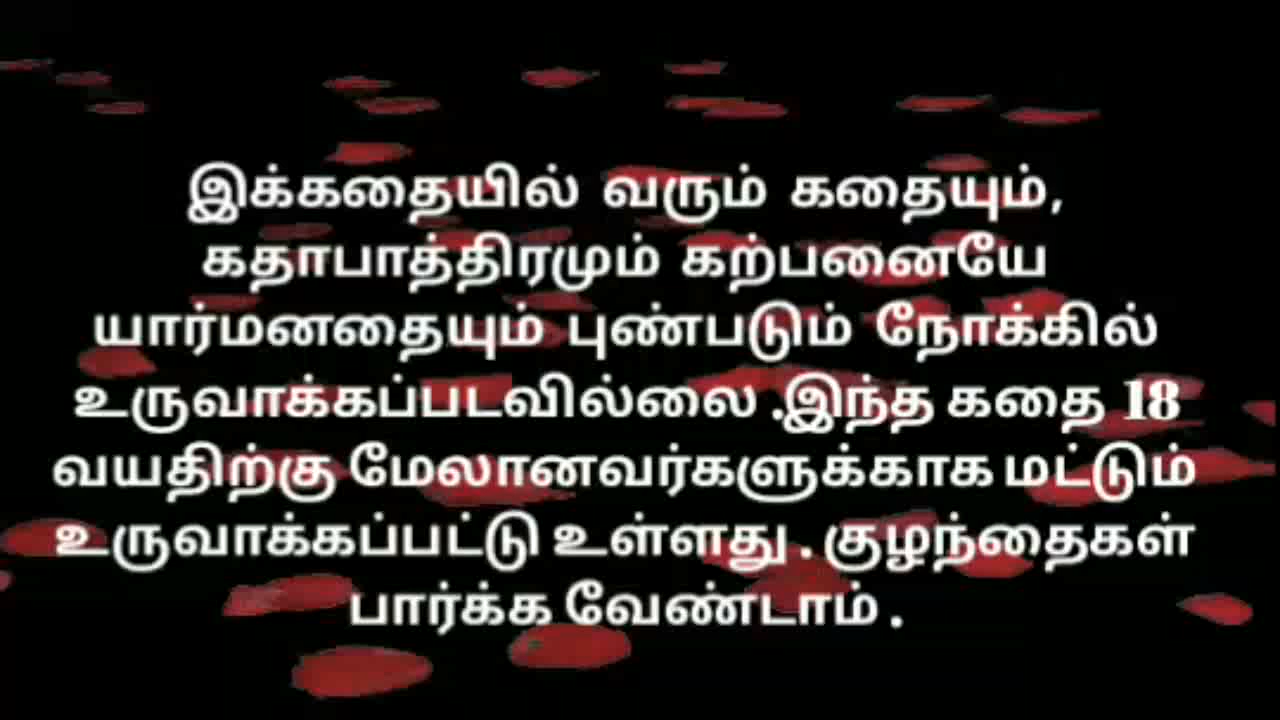 இக்கதையில் வரும் கதையும்,
கதாபாத்திரமும் கற்பனையே
யார்மனதையும் புண்படும் நோக்கில்
உருவாக்கப்படவில்லை .இந்த கதை 18
வயதிற்கு மேலானவர்களுக்காக மட்டும்
உருவாக்கப்பட்டு உள்ளது . குழந்தைகள்
பார்க்க வேண்டாம் .